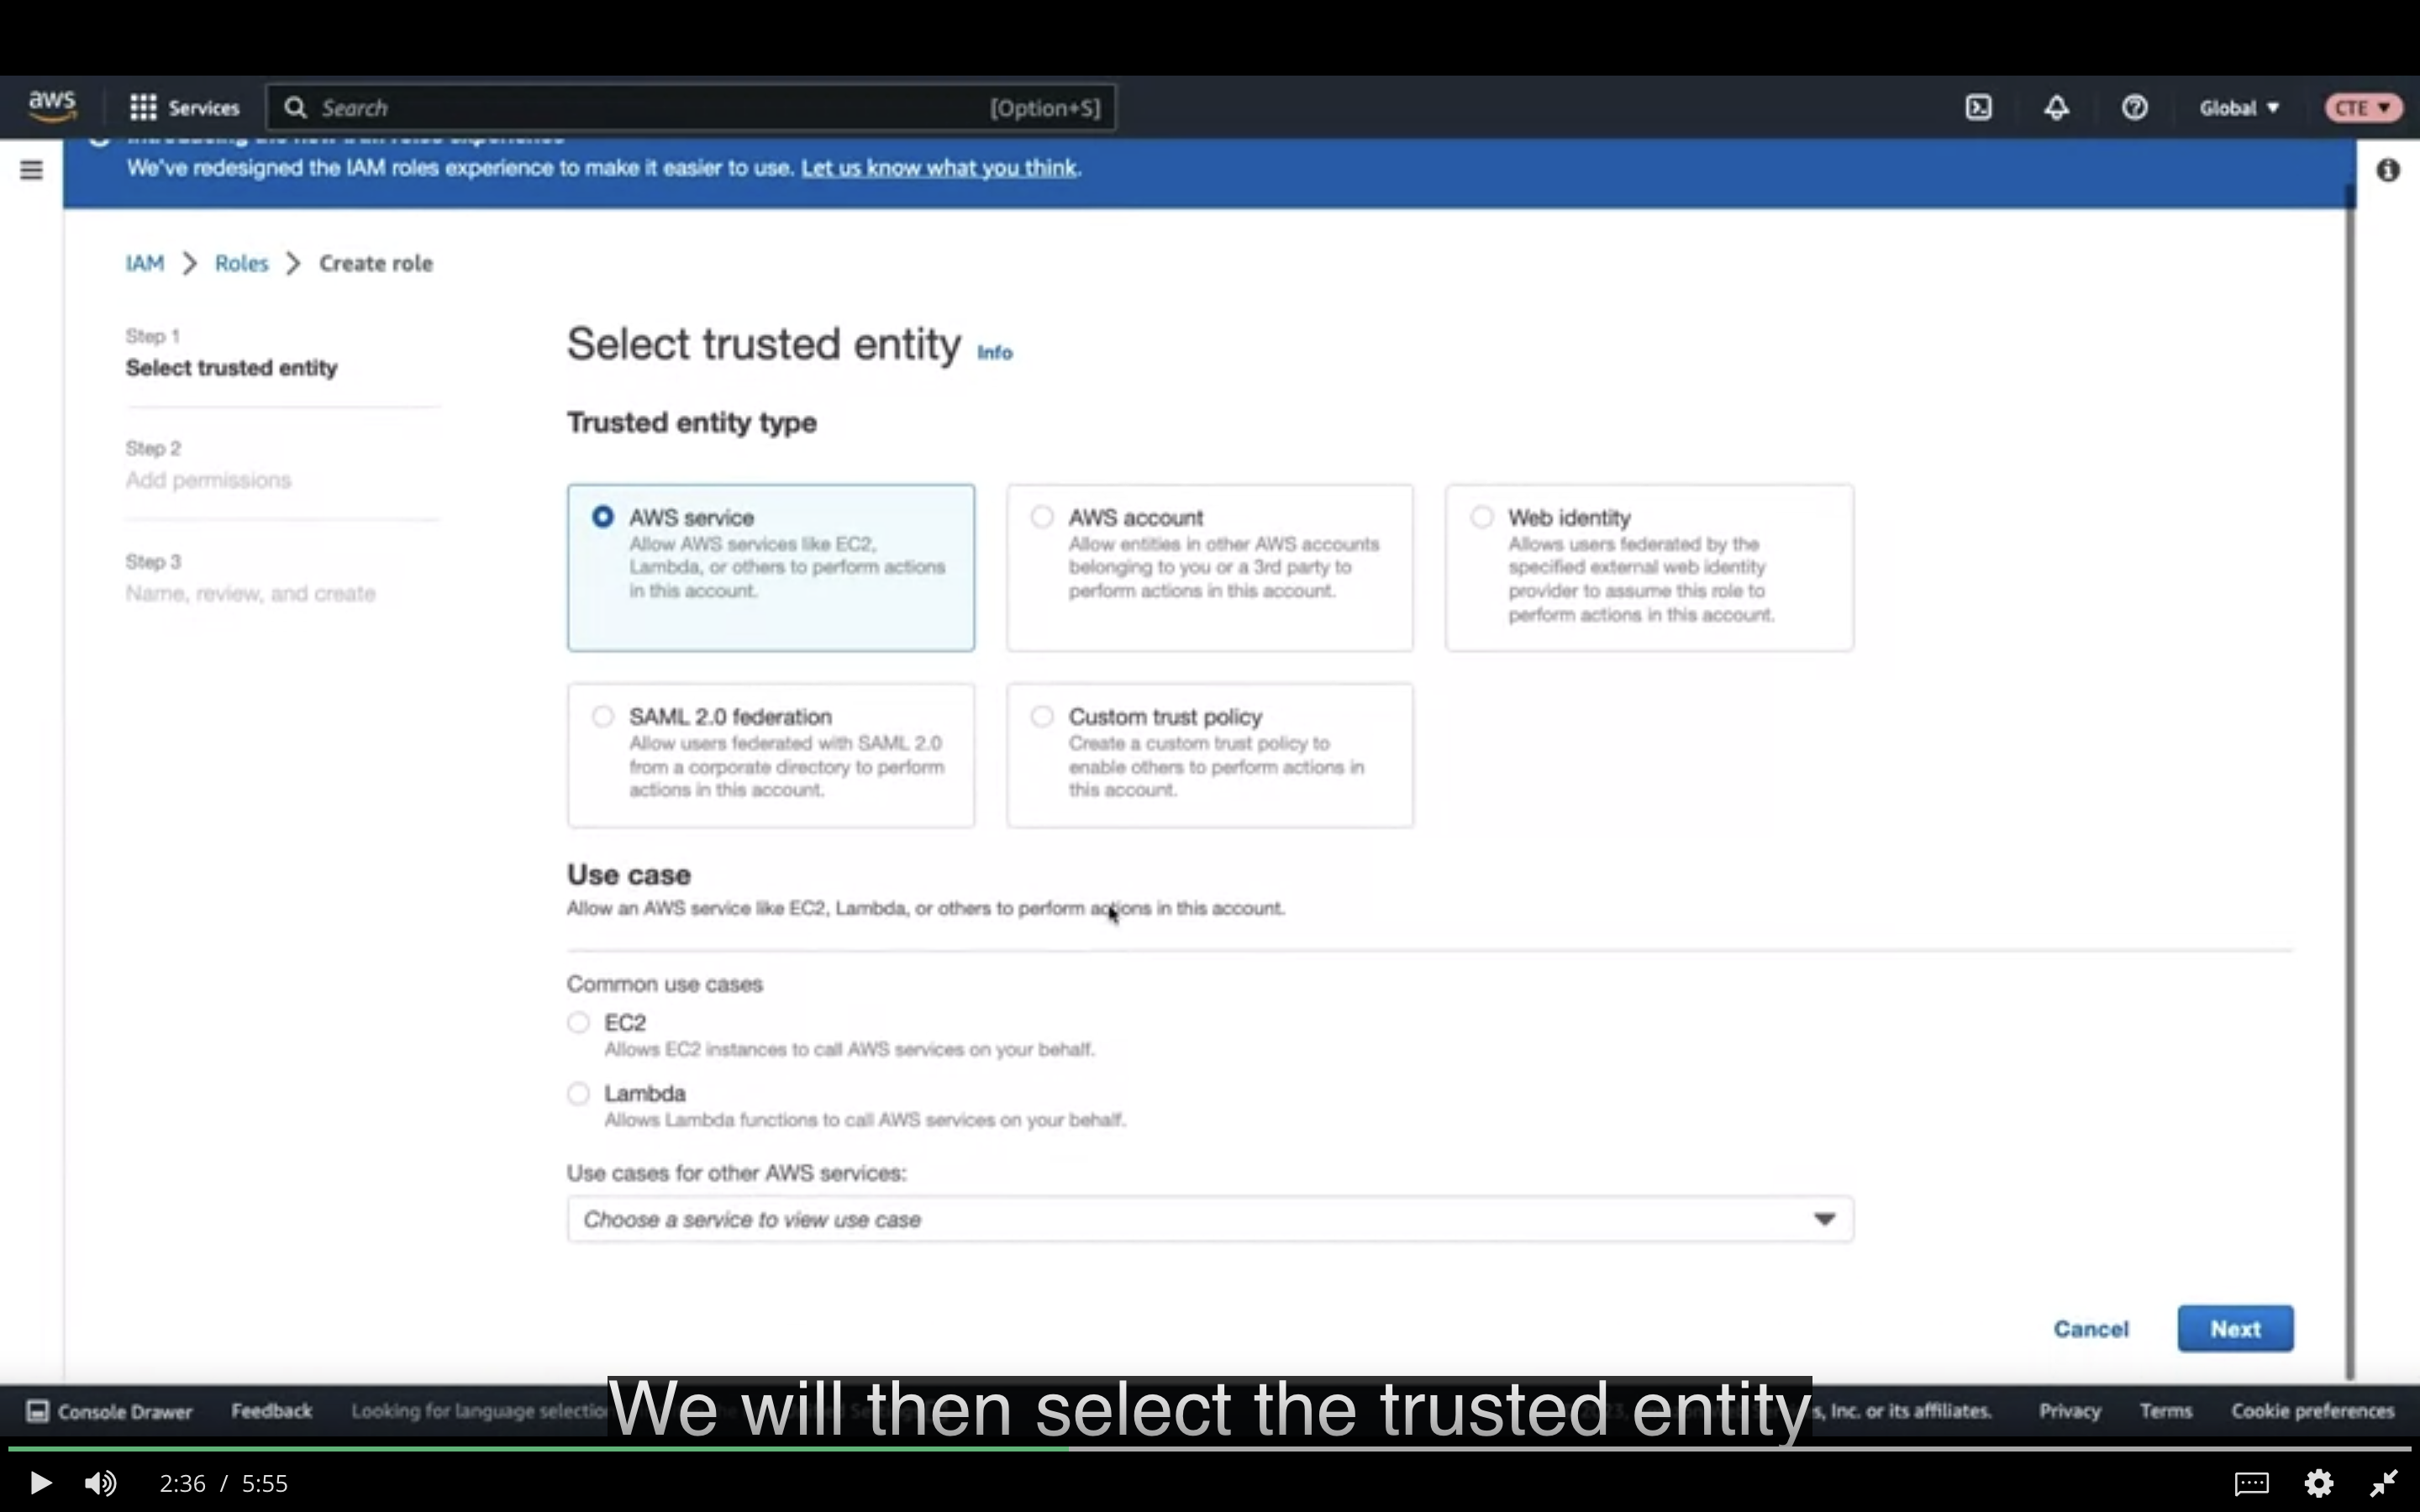 aws
Services
Search
[Option+S]
Global
CTE
We've redesigned the IAM roles experience to make it easier to use. Let us know what you think.
IAM > Roles > Create role
Step 1
Select trusted entity
Step 2
Add permissions
Step 3
Name, review, and create
Select trusted entity Info
Trusted entity type
AWS service
Allow AWS services like EC2,
Lambda, or others to perform actions
in this account.
AWS account
Allow entities in other AWS accounts
belonging to you or a 3rd party to
perform actions in this account.
Web identity
Allows users federated by the
specified external web identity
provider to assume this role to
perform actions in this account.
SAML 2.0 federation
Allow users federated with SAML 2.0
from a corporate directory to perform
actions in this account.
Custom trust policy
Create a custom trust policy to
enable others to perform actions in
this account.
Use case
Allow an AWS service like EC2, Lambda, or others to perform actions in this account.
Common use cases
EC2
Allows EC2 instances to call AWS services on your behalf.
Lambda
Allows Lambda functions to call AWS services on your behalf.
Use cases for other AWS services:
Choose a service to view use case
Cancel
Next
Console Drawer
Feedback
Looking for language
We will then select the trusted entity
Inc. or its affiliates.
Privacy
Terms
Cookie preferences
2:36 / 5:55